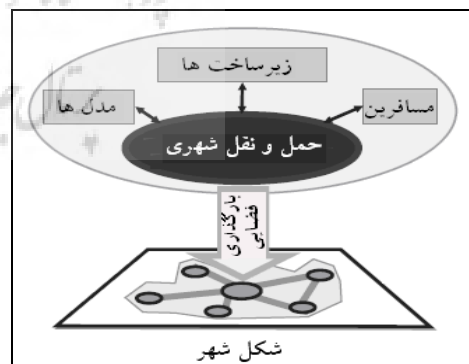 زیرساخت ها
مدل ها
مسافرین
حمل و نقل شهری
بارگذاری
فضایی
شکل شهر